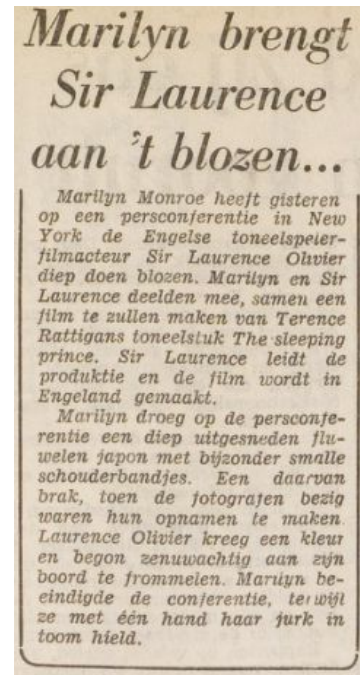 Marilyn brengt
Sir Laurence
aan 't blozen...
Marilyn Monroe heeft gisteren
op een persconferentie in New
York de Engelse toneelspeler-
filmacteur Sir Laurence Olivier
diep doen blozen. Marilyn en Sir
Laurence deelden mee, samen een
film te zullen maken van Terence
Rattigans toneelstuk The sleeping
prince. Sir Laurence leidt de
produktie en de film wordt in
Engeland gemaakt.
Marilyn droeg op de persconfe-
rentie een diep uitgesneden flu-
welen japon met bijzonder smalle
schouderbandjes. Een daarvan
brak, toen de fotografen bezig
waren hun opnamen te maken.
Laurence Olivier kreeg een kleur
en begon zenuwachtig aan zijn
boord te frommelen. Marilyn be-
eindigde de conferentie, terwijl
ze met één hand haar jurk in
toom hield.